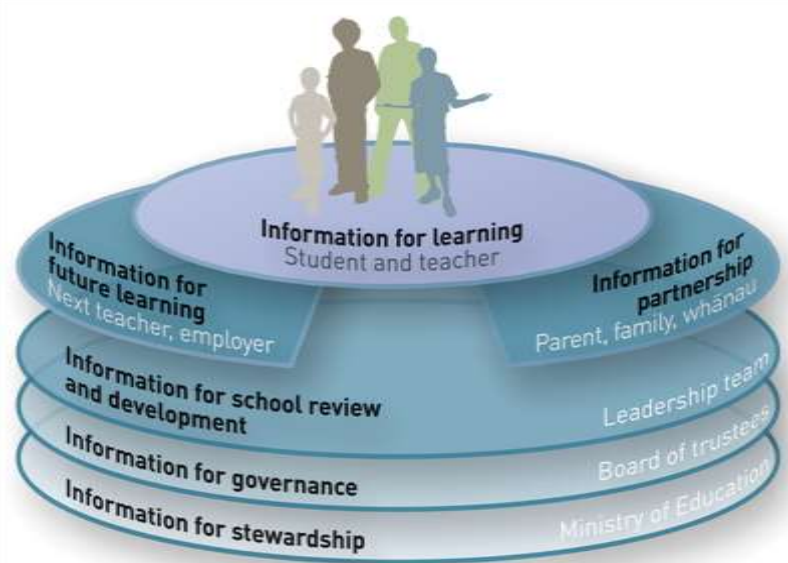 Information for learning
Student and teacher
Information for
future learning
Next teacher, employer
Information for
partnership
Parent, family, whānau
Information for school review
and development
Leadership team
Information for governance
Board of trustees
Information for stewardship
Ministry of Education